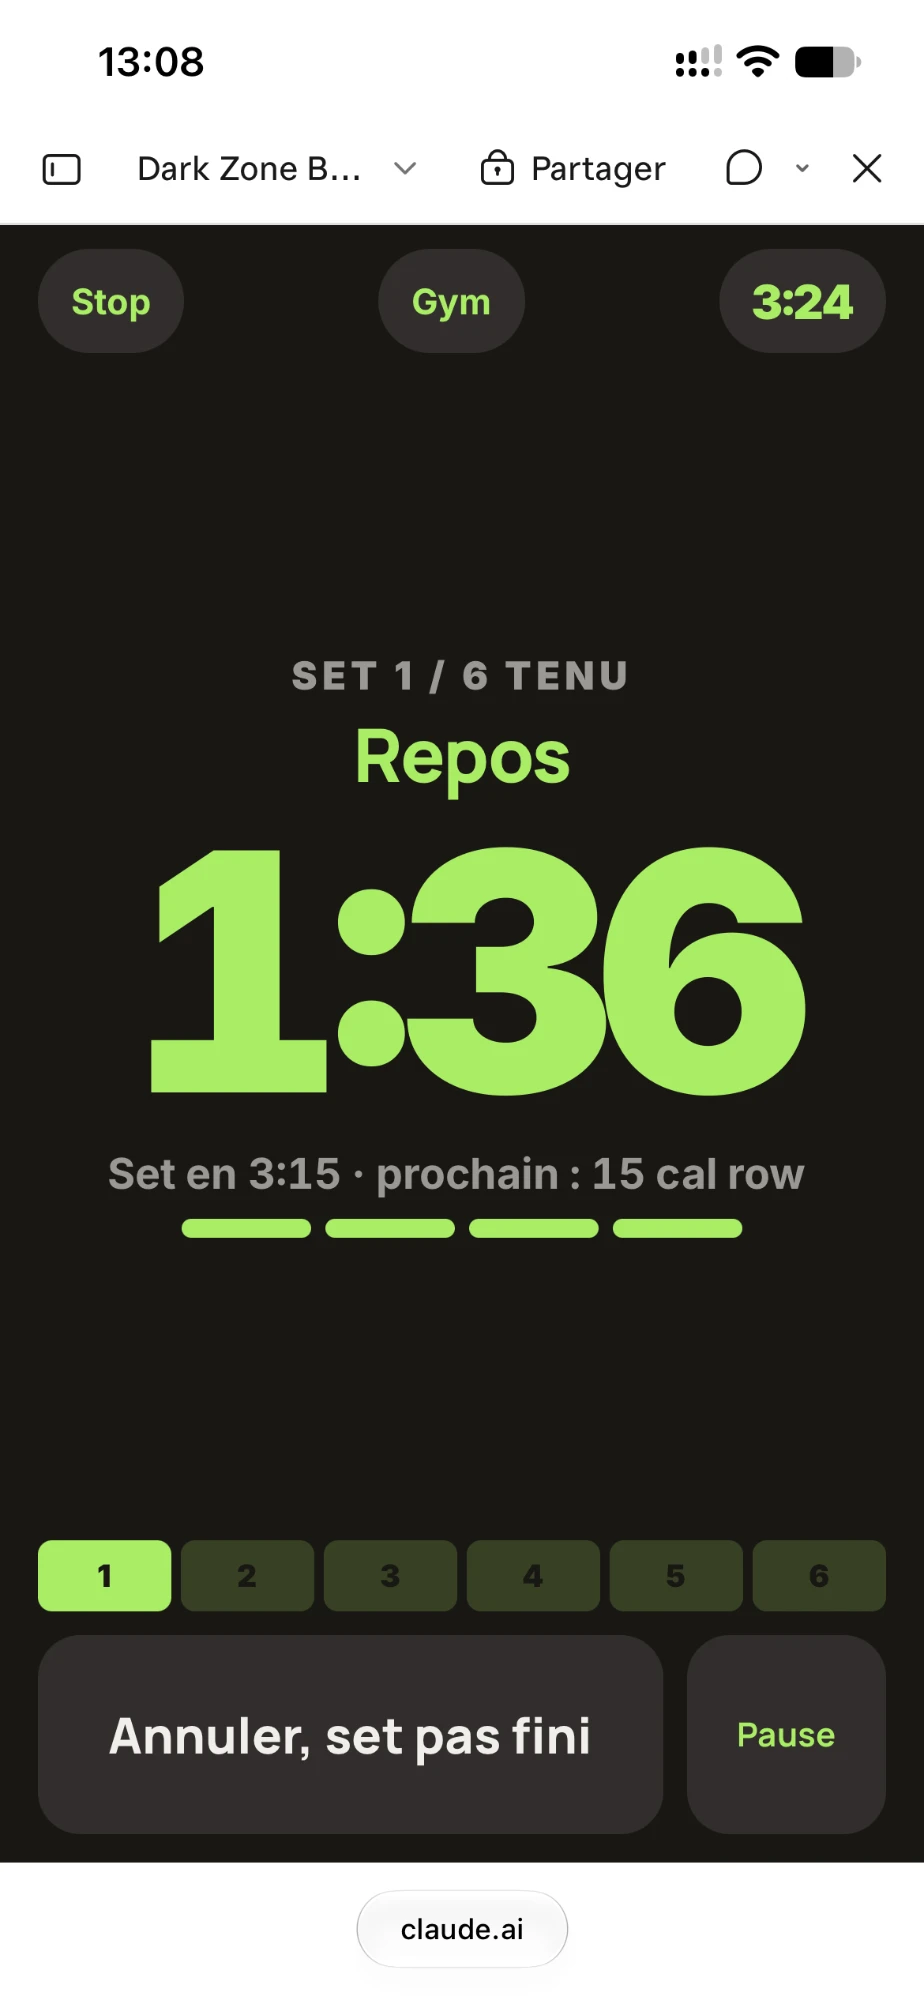 13:08
Dark Zone B... Partager
Stop Gym 3:24
SET 1 / 6 TENU
Repos
1:36
Set en 3:15 · prochain : 15 cal row
1 2 3 4 5 6
Annuler, set pas fini Pause
claude.ai